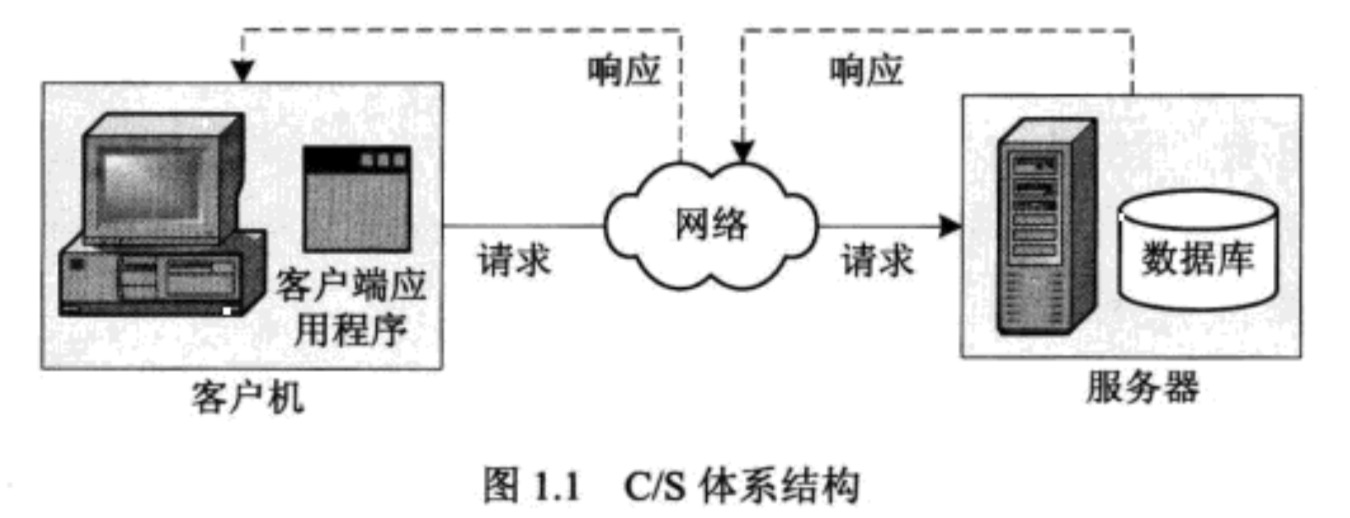 响应
响应
网络
请求
请求
客户端应
用程序
数据库
客户机
服务器
图 1.1 C/S 体系结构